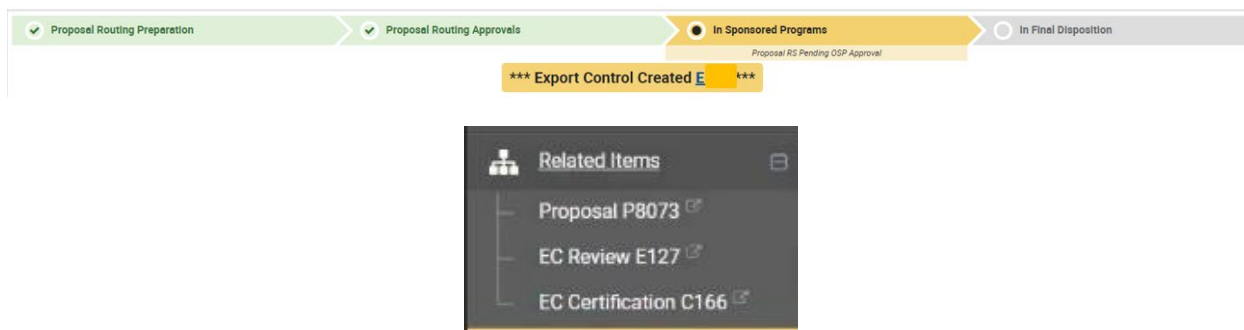 Proposal Routing Preparation
Proposal Routing Approvals
In Sponsored Programs
In Final Disposition
Proposal RS Pending OSP Approval
*** Export Control Created E ***
Related Items
Proposal P8073
EC Review E127
EC Certification C166